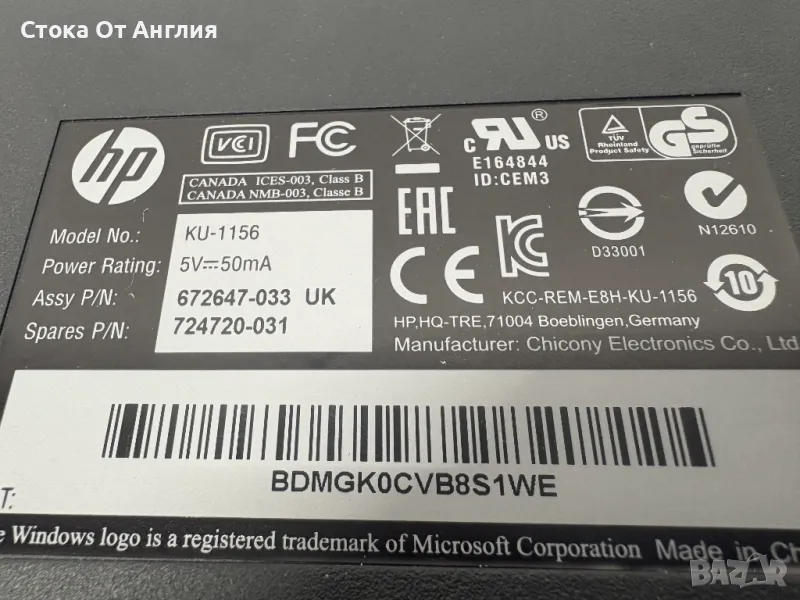 Стока От Англия
hp
VCI
FC
CANADA ICES-003, Class B
CANADA NMB-003, Classe B
Model No.: KU-1156
Power Rating: 5V⎓50mA
Assy P/N: 672647-033 UK
Spares P/N: 724720-031
c RU ® US
E164844
ID:CEM3
TÜV
Rheinland
Product Safety
GS
geprüfte
Sicherheit
EAC
D33001
N12610
CE
10
KCC-REM-E8H-KU-1156
HP,HQ-TRE,71004 Boeblingen,Germany
Manufacturer: Chicony Electronics Co., Ltd.
BDMGK0CVB8S1WE
T:
Windows logo is a registered trademark of Microsoft Corporation Made in
BAZAR